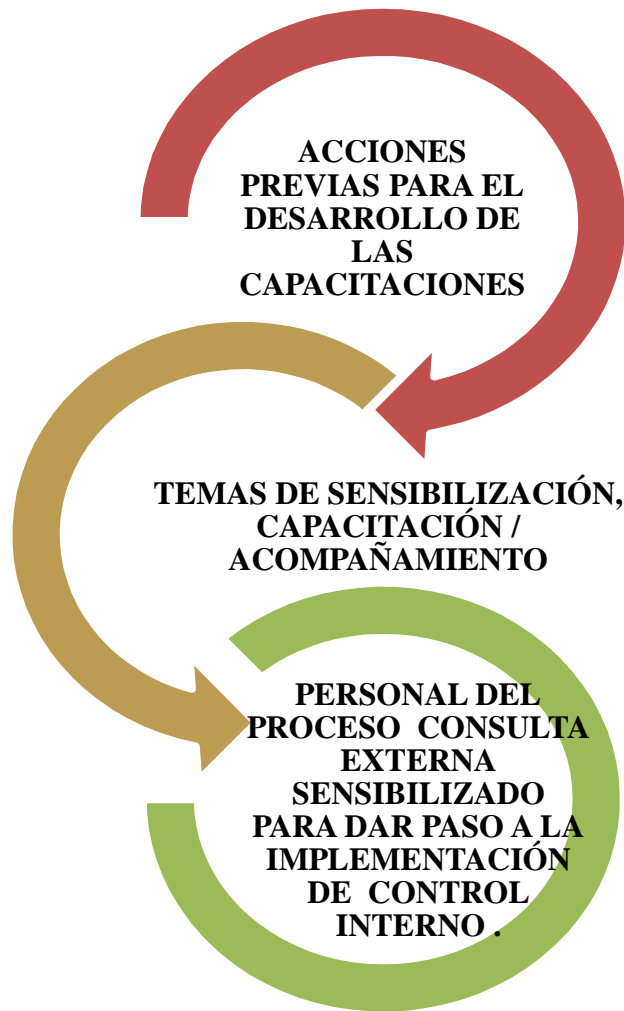 ACCIONES
PREVIAS PARA EL
DESARROLLO DE
LAS
CAPACITACIONES
TEMAS DE SENSIBILIZACIÓN,
CAPACITACIÓN /
ACOMPAÑAMIENTO
PERSONAL DEL
PROCESO CONSULTA
EXTERNA
SENSIBILIZADO
PARA DAR PASO A LA
IMPLEMENTACIÓN
DE CONTROL
INTERNO .